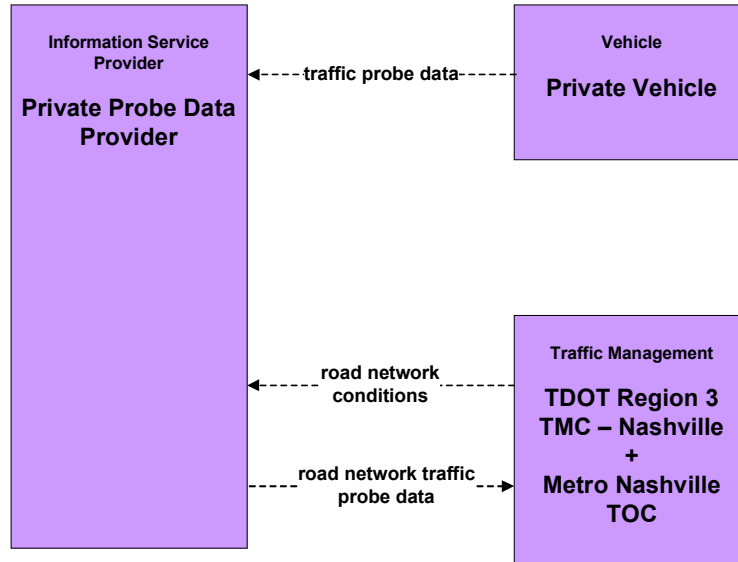 Information Service
Provider
Private Probe Data
Provider
traffic probe data
Vehicle
Private Vehicle
road network
conditions
road network traffic
probe data
Traffic Management
TDOT Region 3
TMC – Nashville
+
Metro Nashville
TOC